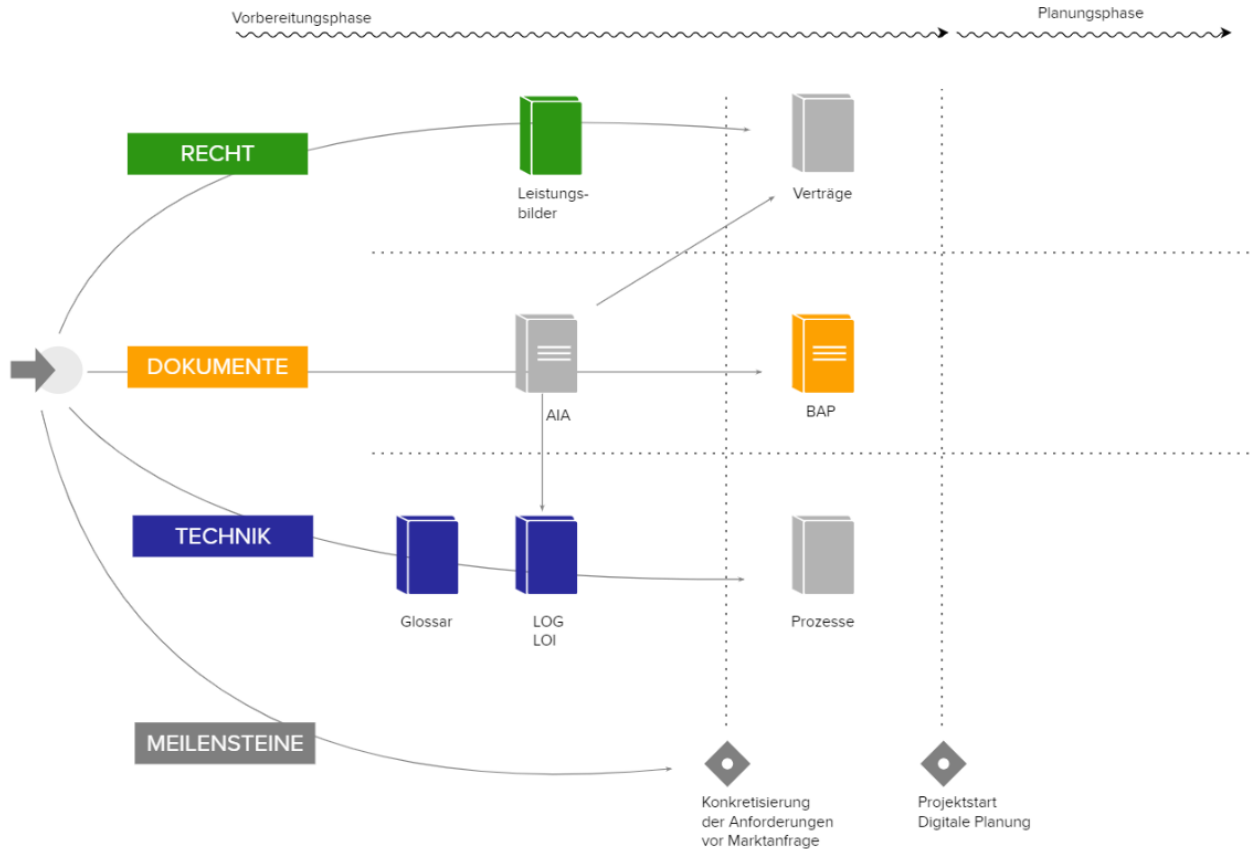 Vorbereitungsphase
Planungsphase
RECHT
Leistungs-
bilder
Verträge
DOKUMENTE
AIA
BAP
TECHNIK
Glossar
LOG
LOI
Prozesse
MEILENSTEINE
Konkretisierung
der Anforderungen
vor Marktanfrage
Projektstart
Digitale Planung